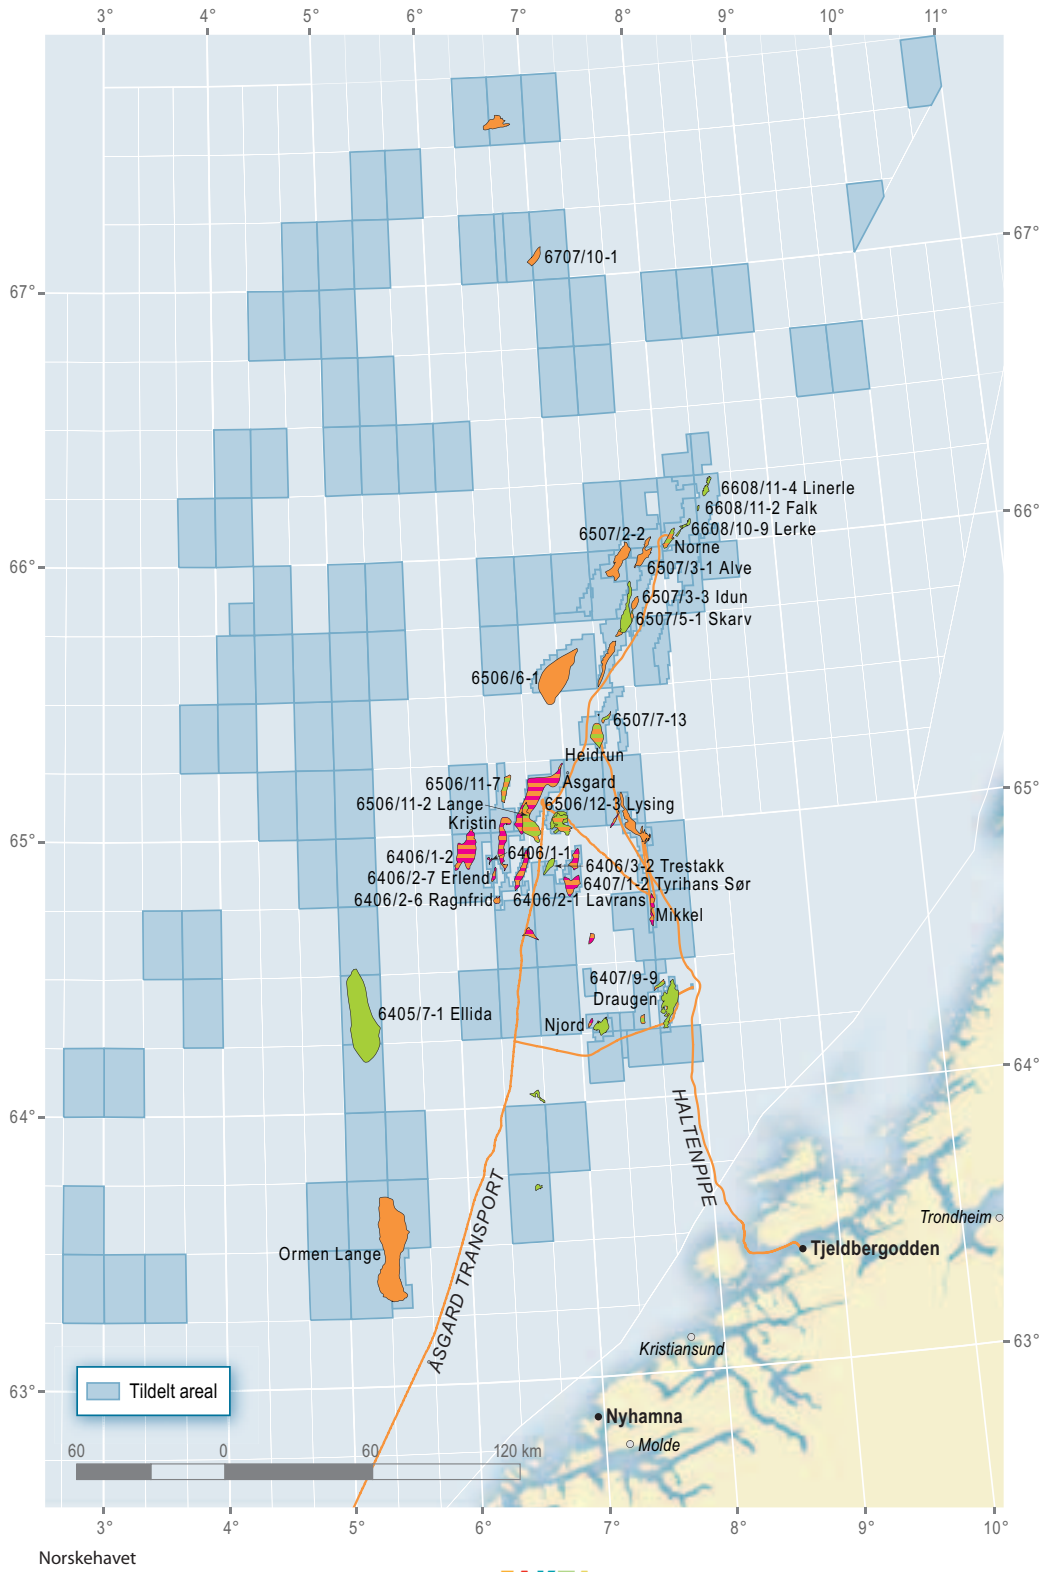 3° 4° 5° 6° 7° 8° 9° 10° 11°
67°
6707/10-1
67°
6608/11-4 Linerle
6608/11-2 Falk
66°
6608/10-9 Lerke
6507/2-2
Norne
66°
6507/3-1 Alve
6507/3-3 Idun
6507/5-1 Skarv
6506/6-1
6507/7-13
Heidrun
6506/11-7
Åsgard
65°
6506/11-2 Lange
6506/12-3 Lysing
Kristin
65°
6406/1-2
6406/1-1
6406/3-2 Trestakk
6406/2-7 Erlend
6407/1-2 Tyrihans Sør
6406/2-6 Ragnfrid
6406/2-1 Lavrans
Mikkel
6407/9-9
Draugen
6405/7-1 Ellida
Njord
64°
64°
HALTENPIPE
ÅSGARD TRANSPORT
Trondheim
Tjeldbergodden
Ormen Lange
63°
Kristiansund
63°
Tildelt areal
Nyhamna
Molde
60 0 60 120 km
3° 4° 5° 6° 7° 8° 9° 10°
Norskehavet